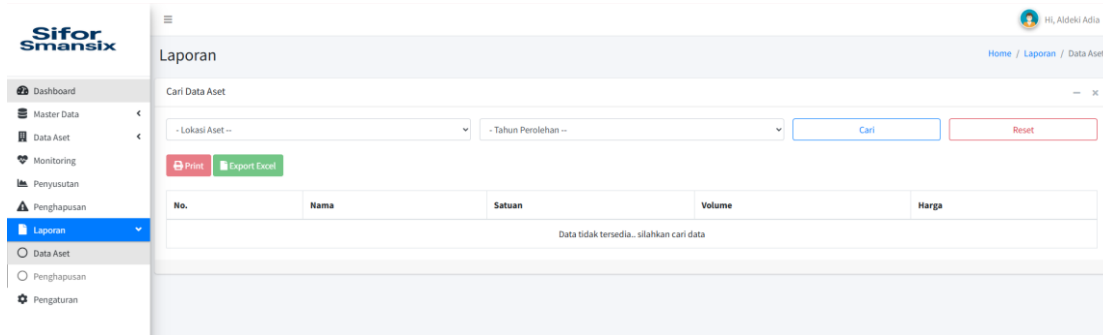 Sifor
Smansix
Hi, Aldeki Adia
Laporan
Home / Laporan / Data Aset
Dashboard
Master Data
Data Aset
Monitoring
Penyusutan
Penghapusan
Laporan
Data Aset
Penghapusan
Pengaturan
Cari Data Aset
- Lokasi Aset --
- Tahun Perolehan --
Cari
Reset
Print
Export Excel
No. Nama Satuan Volume Harga
Data tidak tersedia.. silahkan cari data